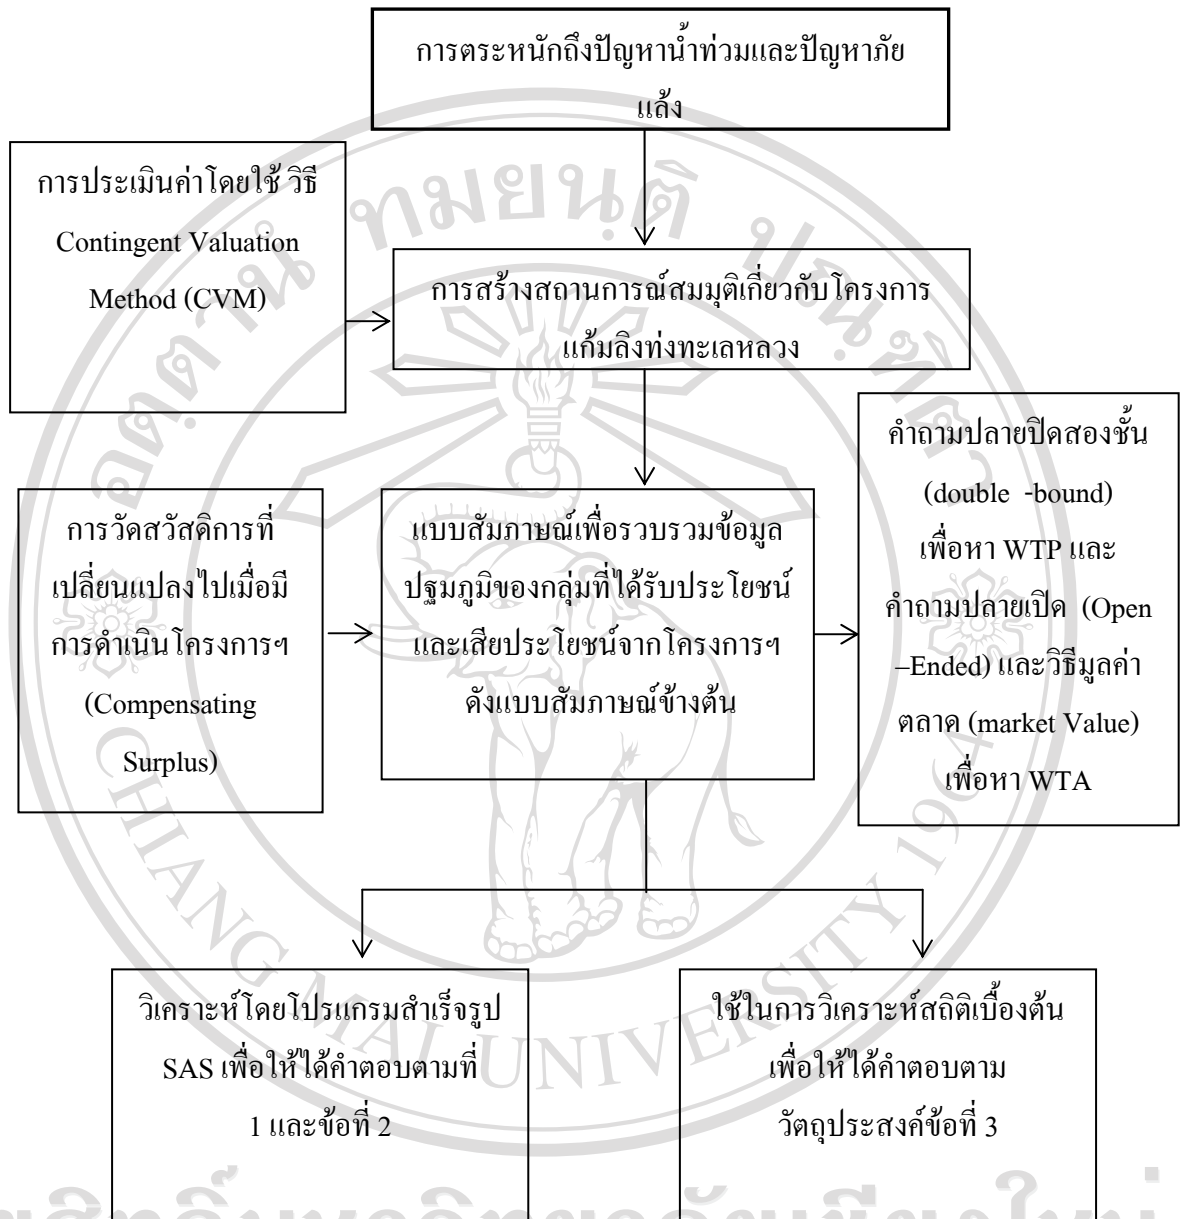 การตระหนักถึงปัญหาน้ำท่วมและปัญหาภัย
แล้ง
การประเมินค่าโดยใช้ วิธี
Contingent Valuation
Method (CVM)
การสร้างสถานการณ์สมมุติเกี่ยวกับโครงการ
แก้มลิงท่งทะเลหลวง
คำถามปลายปิดสองชั้น
(double -bound)
เพื่อหา WTP และ
คำถามปลายเปิด (Open
–Ended) และวิธีมูลค่า
ตลาด (market Value)
เพื่อหา WTA
การวัดสวัสดิการที่
เปลี่ยนแปลงไปเมื่อมี
การดำเนินโครงการฯ
(Compensating
Surplus)
แบบสัมภาษณ์เพื่อรวบรวมข้อมูล
ปฐมภูมิของกลุ่มที่ได้รับประโยชน์
และเสียประโยชน์จากโครงการฯ
ดังแบบสัมภาษณ์ข้างต้น
วิเคราะห์โดยโปรแกรมสำเร็จรูป
SAS เพื่อให้ได้คำตอบตามที่
1 และข้อที่ 2
ใช้ในการวิเคราะห์สถิติเบื้องต้น
เพื่อให้ได้คำตอบตาม
วัตถุประสงค์ข้อที่ 3
CHIANG MAI UNIVERSITY 1964